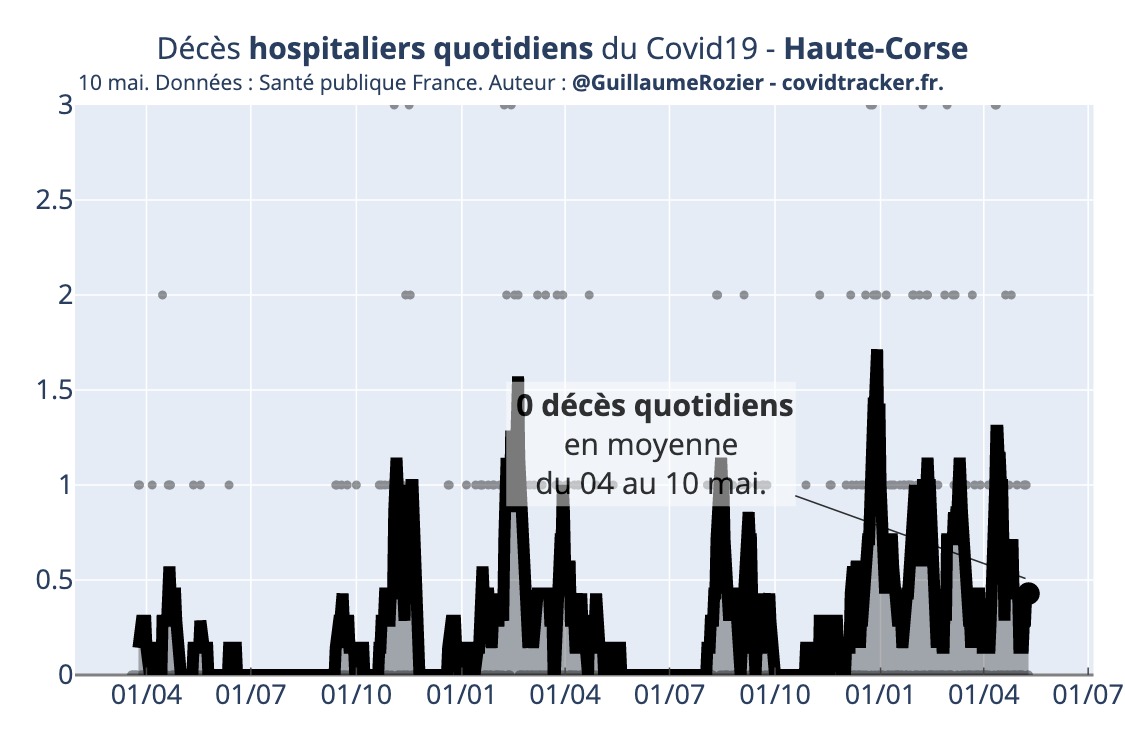 Décès hospitaliers quotidiens du Covid19 - Haute-Corse
10 mai. Données : Santé publique France. Auteur : @GuillaumeRozier - covidtracker.fr.
3
2.5
2
1.5
0 décès quotidiens
en moyenne
1
du 04 au 10 mai.
0.5
0
01/04 01/07 01/10 01/01 01/04 01/07 01/10 01/01 01/04 01/07